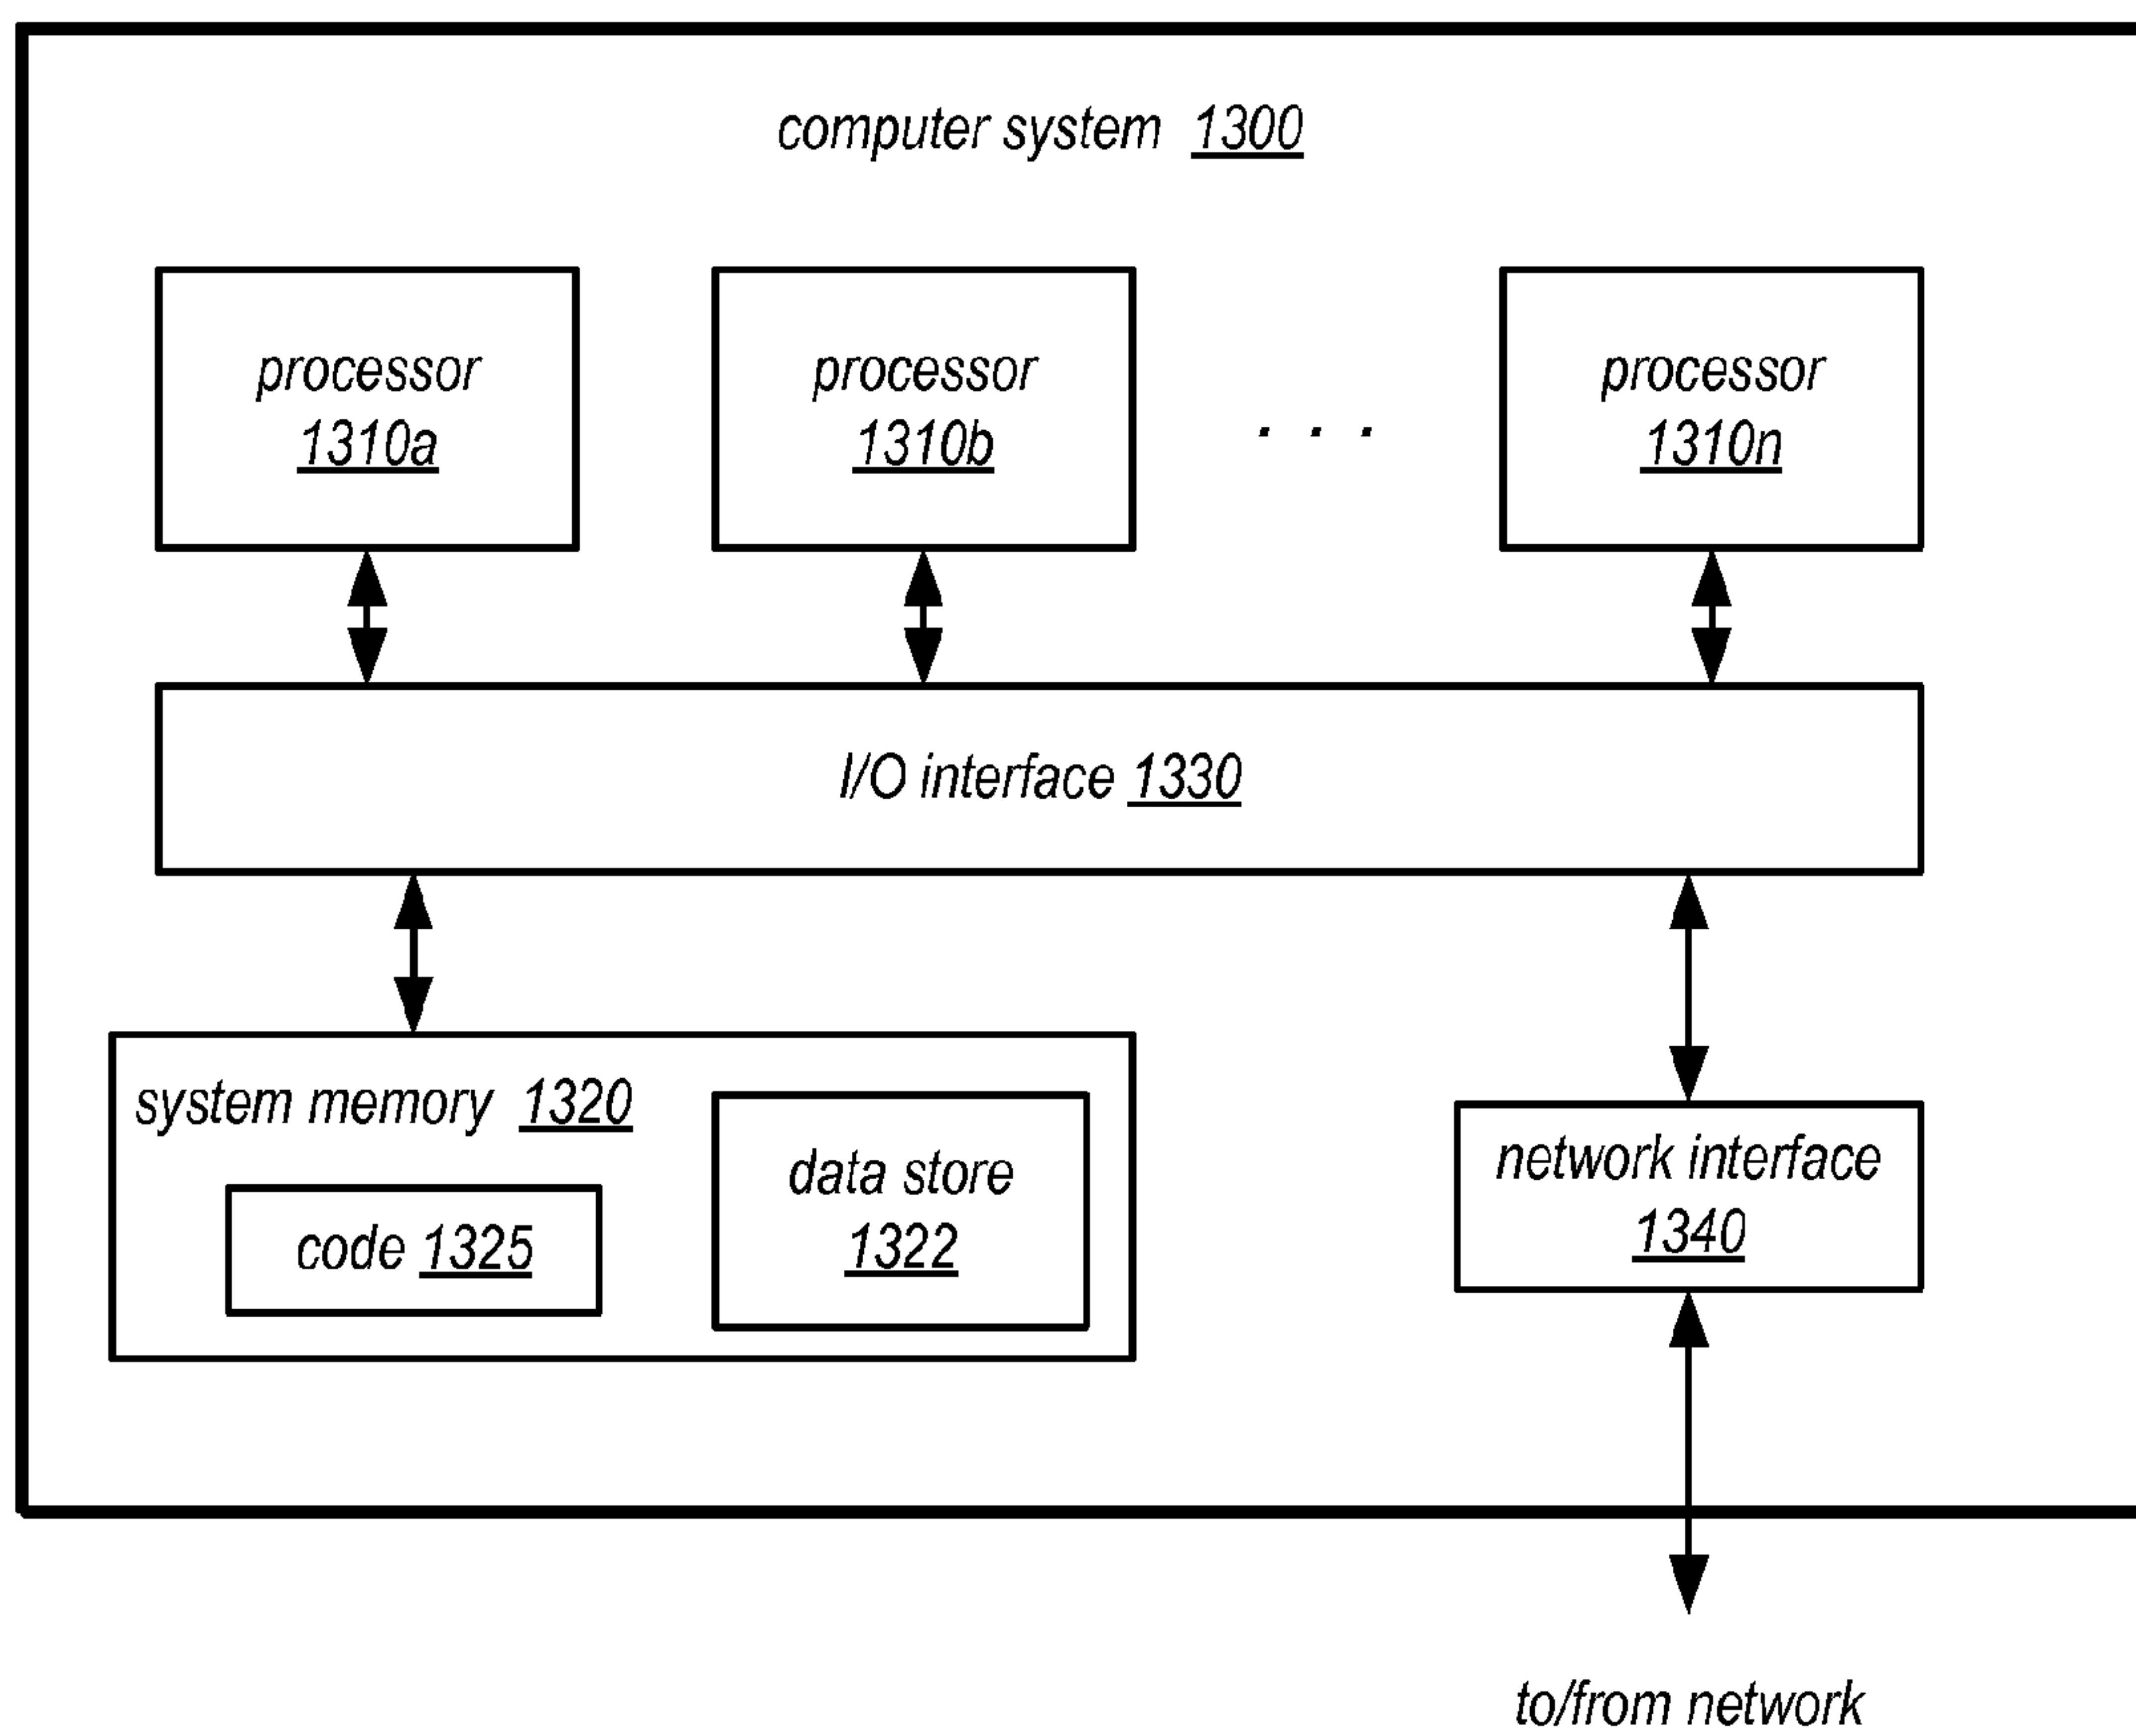 computer system 1300
processor
1310a
processor
1310b
. . .
processor
1310n
I/O interface 1330
system memory 1320
code 1325
data store
1322
network interface
1340
to/from network